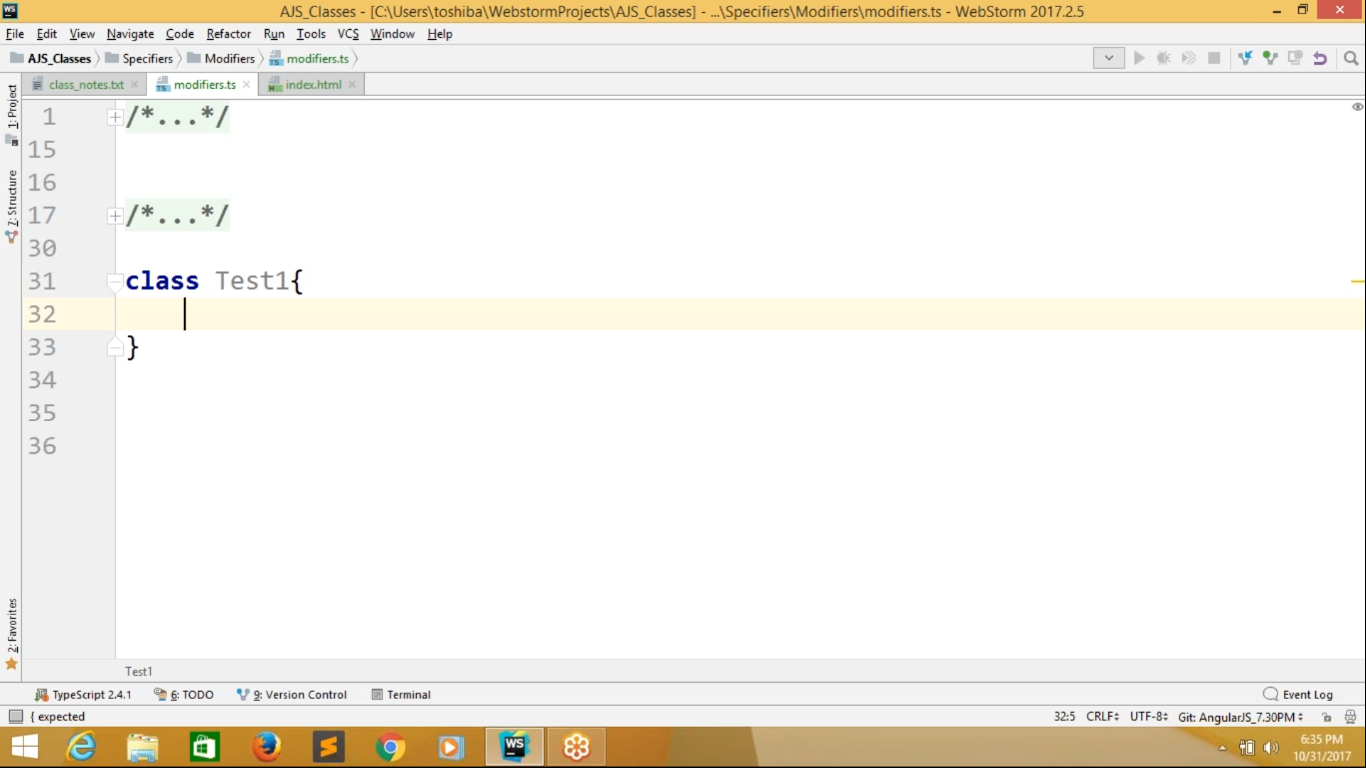 WS AJS_Classes - [C:\Users\toshiba\WebstormProjects\AJS_Classes] - ...\Specifiers\Modifiers\modifiers.ts - WebStorm 2017.2.5
File Edit View Navigate Code Refactor Run Tools VCS Window Help
AJS_Classes Specifiers Modifiers modifiers.ts
class_notes.txt modifiers.ts index.html
1: Project
7: Structure
2: Favorites
1 /*...*/
15
16
17 /*...*/
30
31 class Test1{
32
33 }
34
35
36
Test1
TypeScript 2.4.1 6: TODO 9: Version Control Terminal Event Log
{ expected 32:5 CRLF UTF-8 Git: AngularJS_7.30PM
WS 6:35 PM
10/31/2017